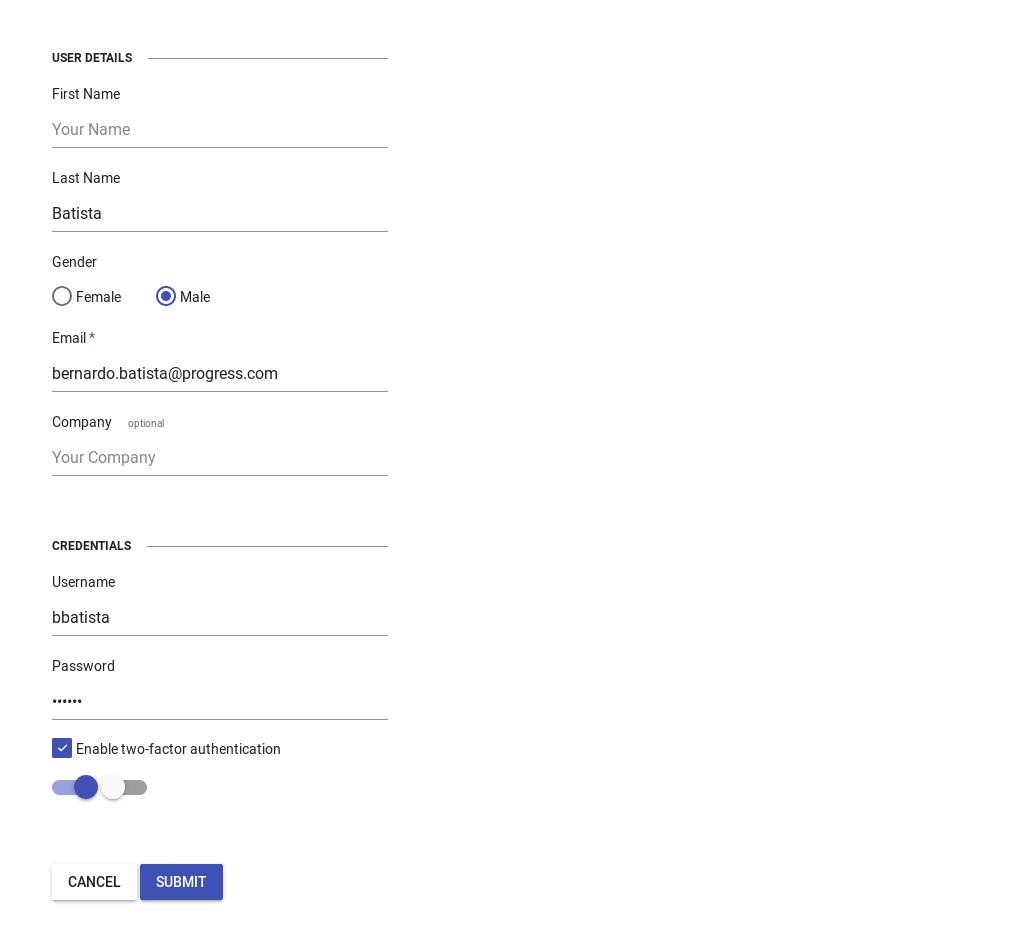 USER DETAILS
First Name
Your Name
Last Name
Batista
Gender
Female Male
Email *
bernardo.batista@progress.com
Company optional
Your Company
CREDENTIALS
Username
bbatista
Password
••••••
Enable two-factor authentication
CANCEL SUBMIT